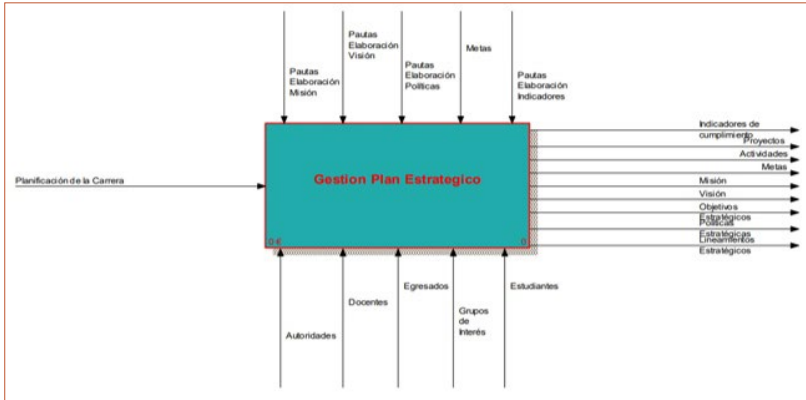 Pautas
Elaboración
Misión
Pautas
Elaboración
Visión
Pautas
Elaboración
Políticas
Metas
Pautas
Elaboración
Indicadores
Planificación de la Carrera
Gestion Plan Estrategico
0 €
0
Indicadores de
cumplimiento
Proyectos
Actividades
Metas
Misión
Visión
Objetivos
Estratégicos
Políticas
Estratégicas
Lineamientos
Estratégicos
Autoridades
Docentes
Egresados
Grupos
de
Interés
Estudiantes